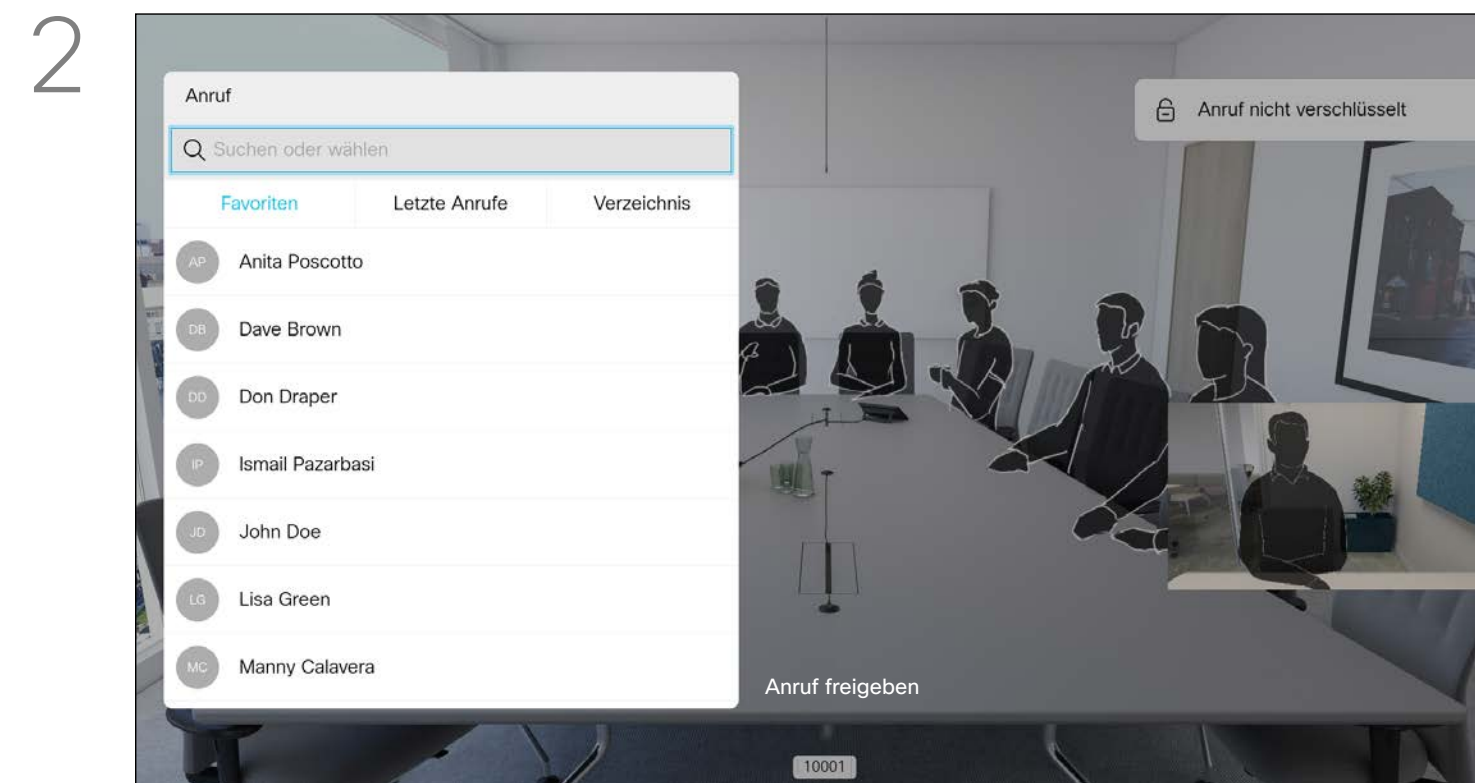 2
Anruf
Suchen oder wählen
Favoriten Letzte Anrufe Verzeichnis
AP Anita Poscotto
DB Dave Brown
DD Don Draper
IP Ismail Pazarbasi
JD John Doe
LG Lisa Green
MC Manny Calavera
Anruf nicht verschlüsselt
Anruf freigeben
10001